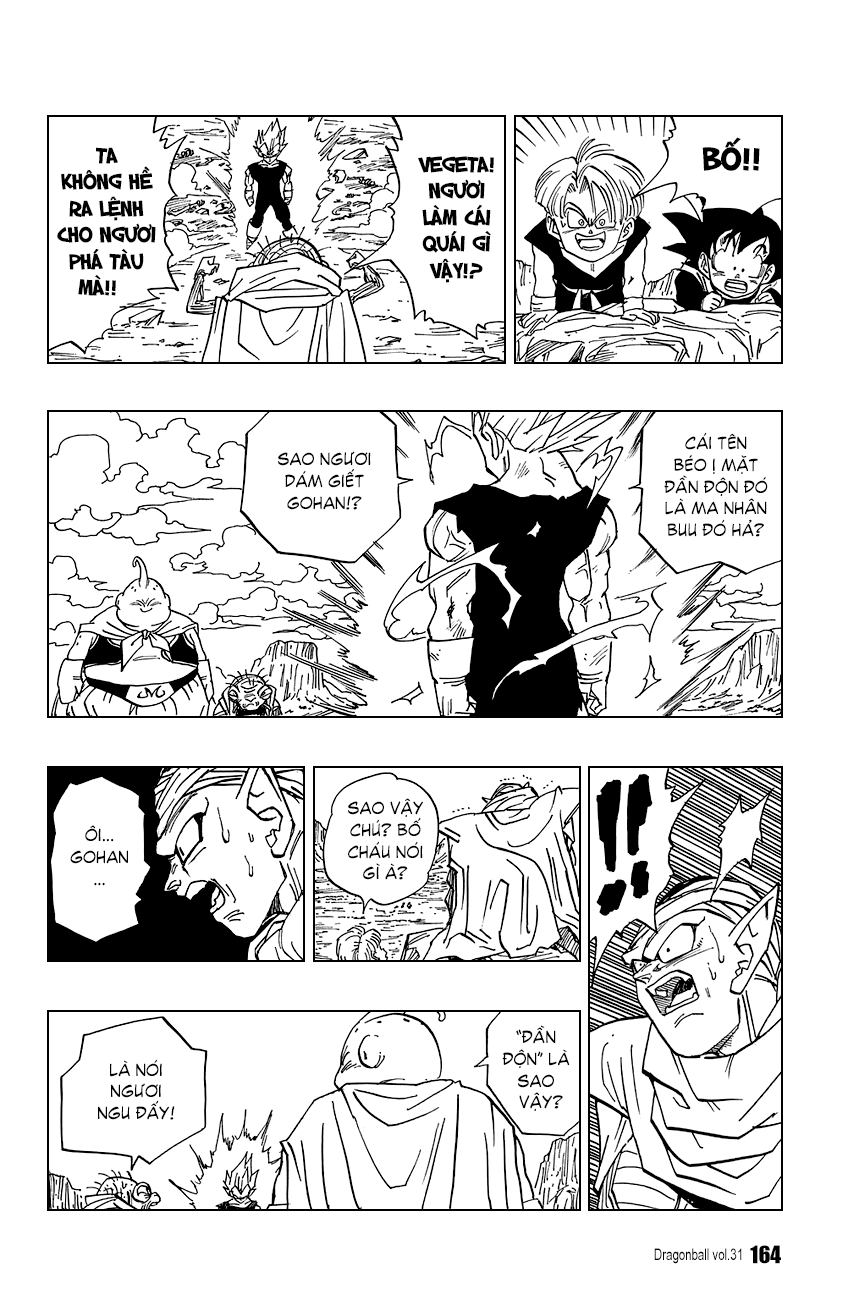 BỐ!!
VEGETA!
NGƯƠI
LÀM CÁI
QUÁI GÌ
VẬY!?
TA
KHÔNG HỀ
RA LỆNH
CHO NGƯƠI
PHÁ TÀU
MÀ!!
CÁI TÊN
BÉO Ị MẶT
ĐẦN ĐỘN ĐÓ
LÀ MA NHÂN
BUU ĐÓ HẢ?
SAO NGƯƠI
DÁM GIẾT
GOHAN!?
!!
SAO VẬY
CHÚ? BỐ
CHÁU NÓI
GÌ À?
ÔI...
GOHAN
...
"ĐẦN
ĐỘN" LÀ
SAO
VẬY?
LÀ NÓI
NGƯƠI
NGU ĐẤY!
Dragonball vol.31 164